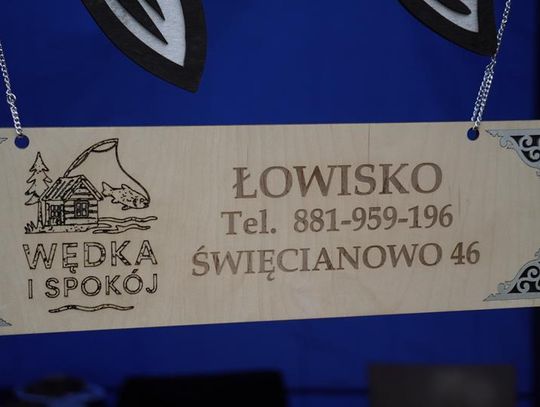 WĘDKA
I SPOKÓJ
ŁOWISKO
Tel. 881-959-196
ŚWIĘCIANOWO 46